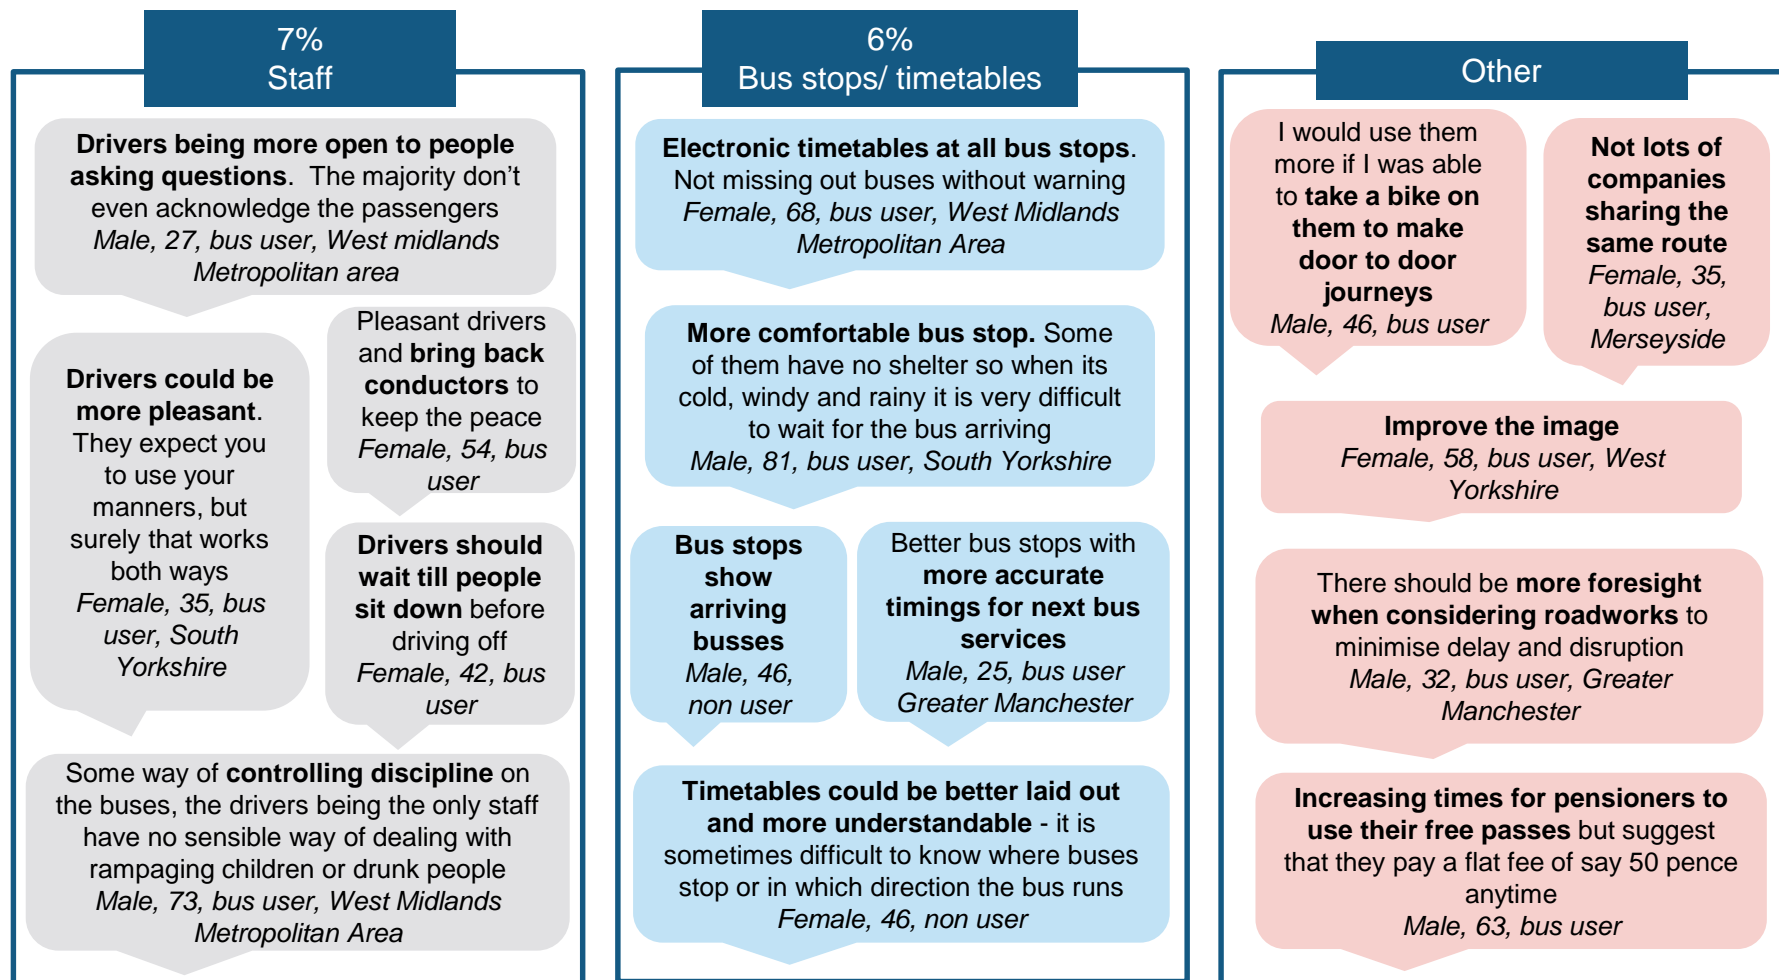 7%
Staff
Drivers being more open to people
asking questions.  The majority don't
even acknowledge the passengers
Male, 27, bus user, West midlands
Metropolitan area
Drivers could be
more pleasant.
They expect you
to use your
manners, but
surely that works
both ways
Female, 35, bus
user, South
Yorkshire
Pleasant drivers
and bring back
conductors to
keep the peace
Female, 54, bus
user
Drivers should
wait till people
sit down before
driving off
Female, 42, bus
user
Some way of controlling discipline on
the buses, the drivers being the only staff
have no sensible way of dealing with
rampaging children or drunk people
Male, 73, bus user, West Midlands
Metropolitan Area
6%
Bus stops/ timetables
Electronic timetables at all bus stops.
Not missing out buses without warning
Female, 68, bus user, West Midlands
Metropolitan Area
More comfortable bus stop. Some
of them have no shelter so when its
cold, windy and rainy it is very difficult
to wait for the bus arriving
Male, 81, bus user, South Yorkshire
Bus stops
show
arriving
busses
Male, 46,
non user
Better bus stops with
more accurate
timings for next bus
services
Male, 25, bus user
Greater Manchester
Timetables could be better laid out
and more understandable - it is
sometimes difficult to know where buses
stop or in which direction the bus runs
Female, 46, non user
Other
I would use them
more if I was able
to take a bike on
them to make
door to door
journeys
Male, 46, bus user
Not lots of
companies
sharing the
same route
Female, 35,
bus user,
Merseyside
Improve the image
Female, 58, bus user, West
Yorkshire
There should be more foresight
when considering roadworks to
minimise delay and disruption
Male, 32, bus user, Greater
Manchester
Increasing times for pensioners to
use their free passes but suggest
that they pay a flat fee of say 50 pence
anytime
Male, 63, bus user